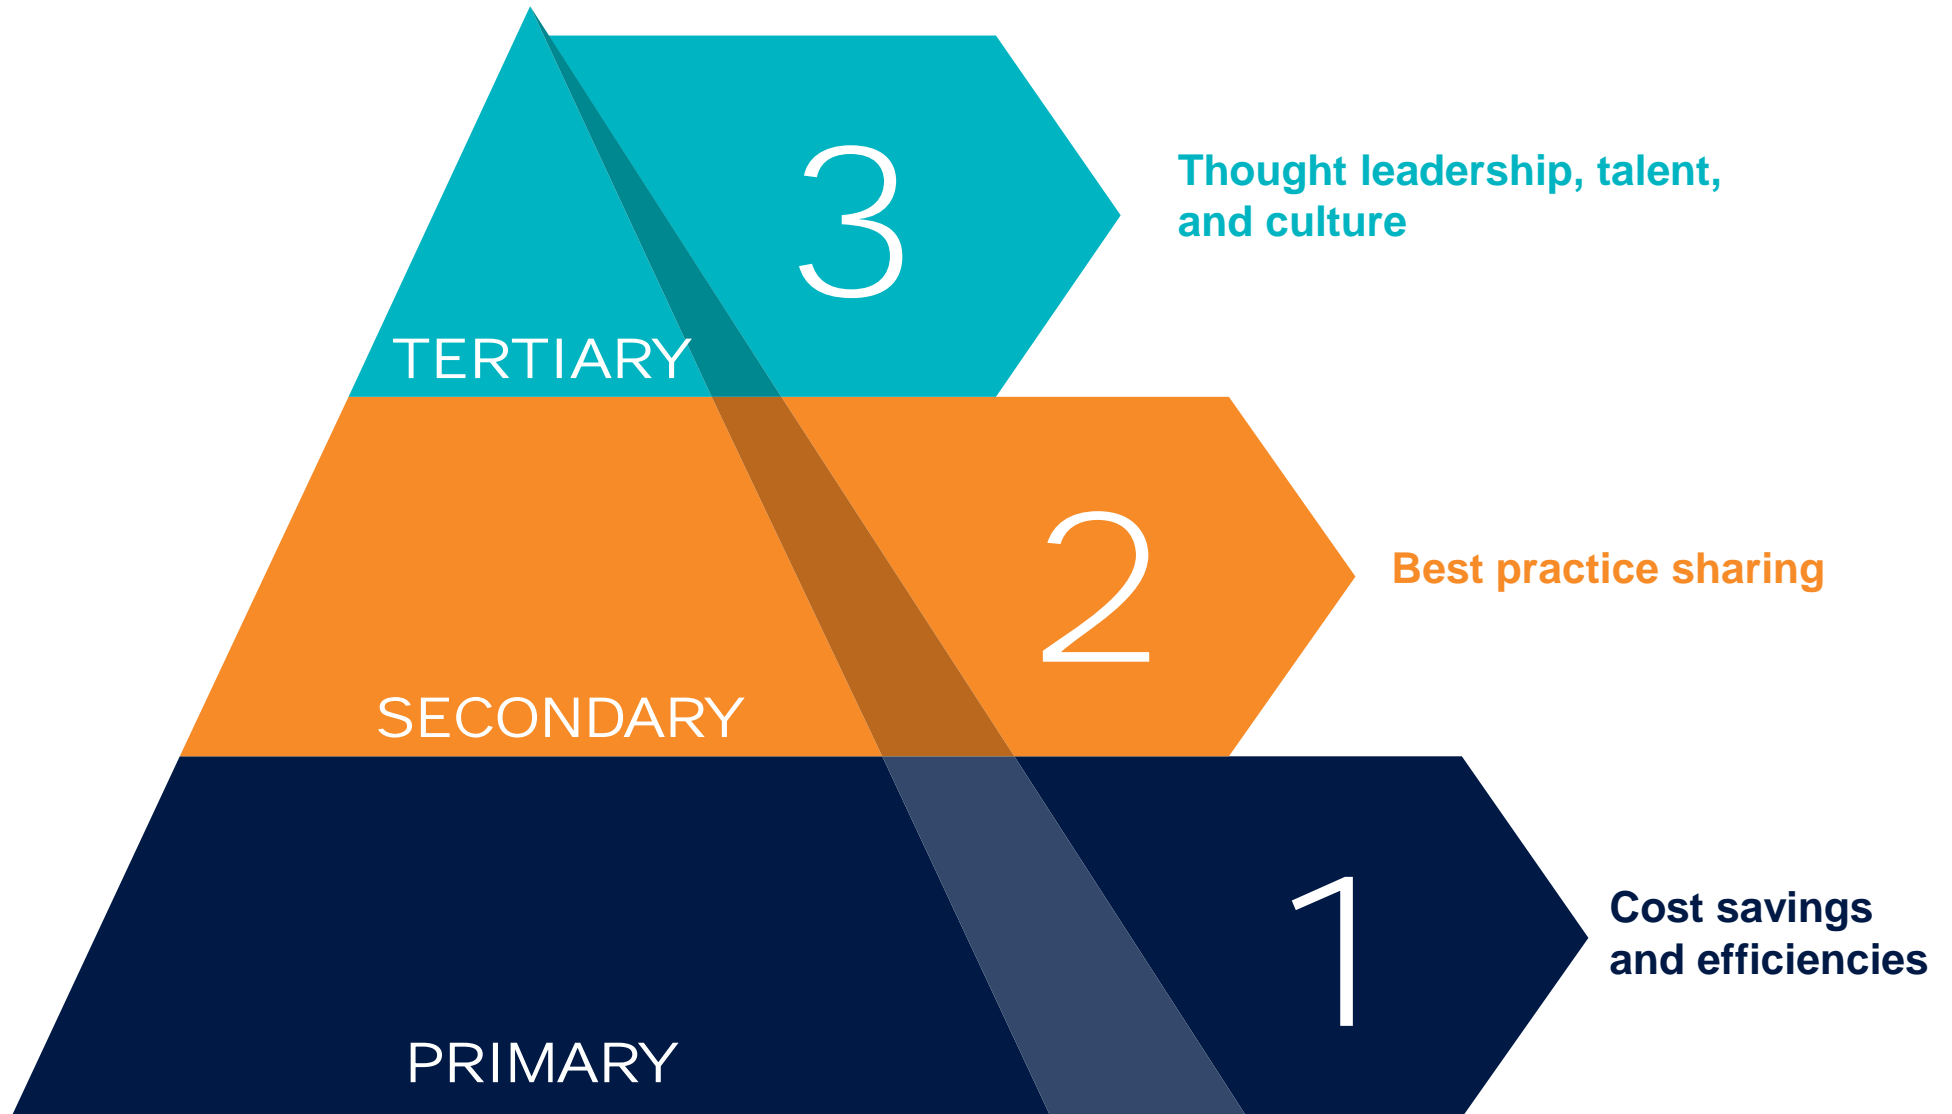 3
Thought leadership, talent,
and culture
TERTIARY
2
Best practice sharing
SECONDARY
1
Cost savings
and efficiencies
PRIMARY